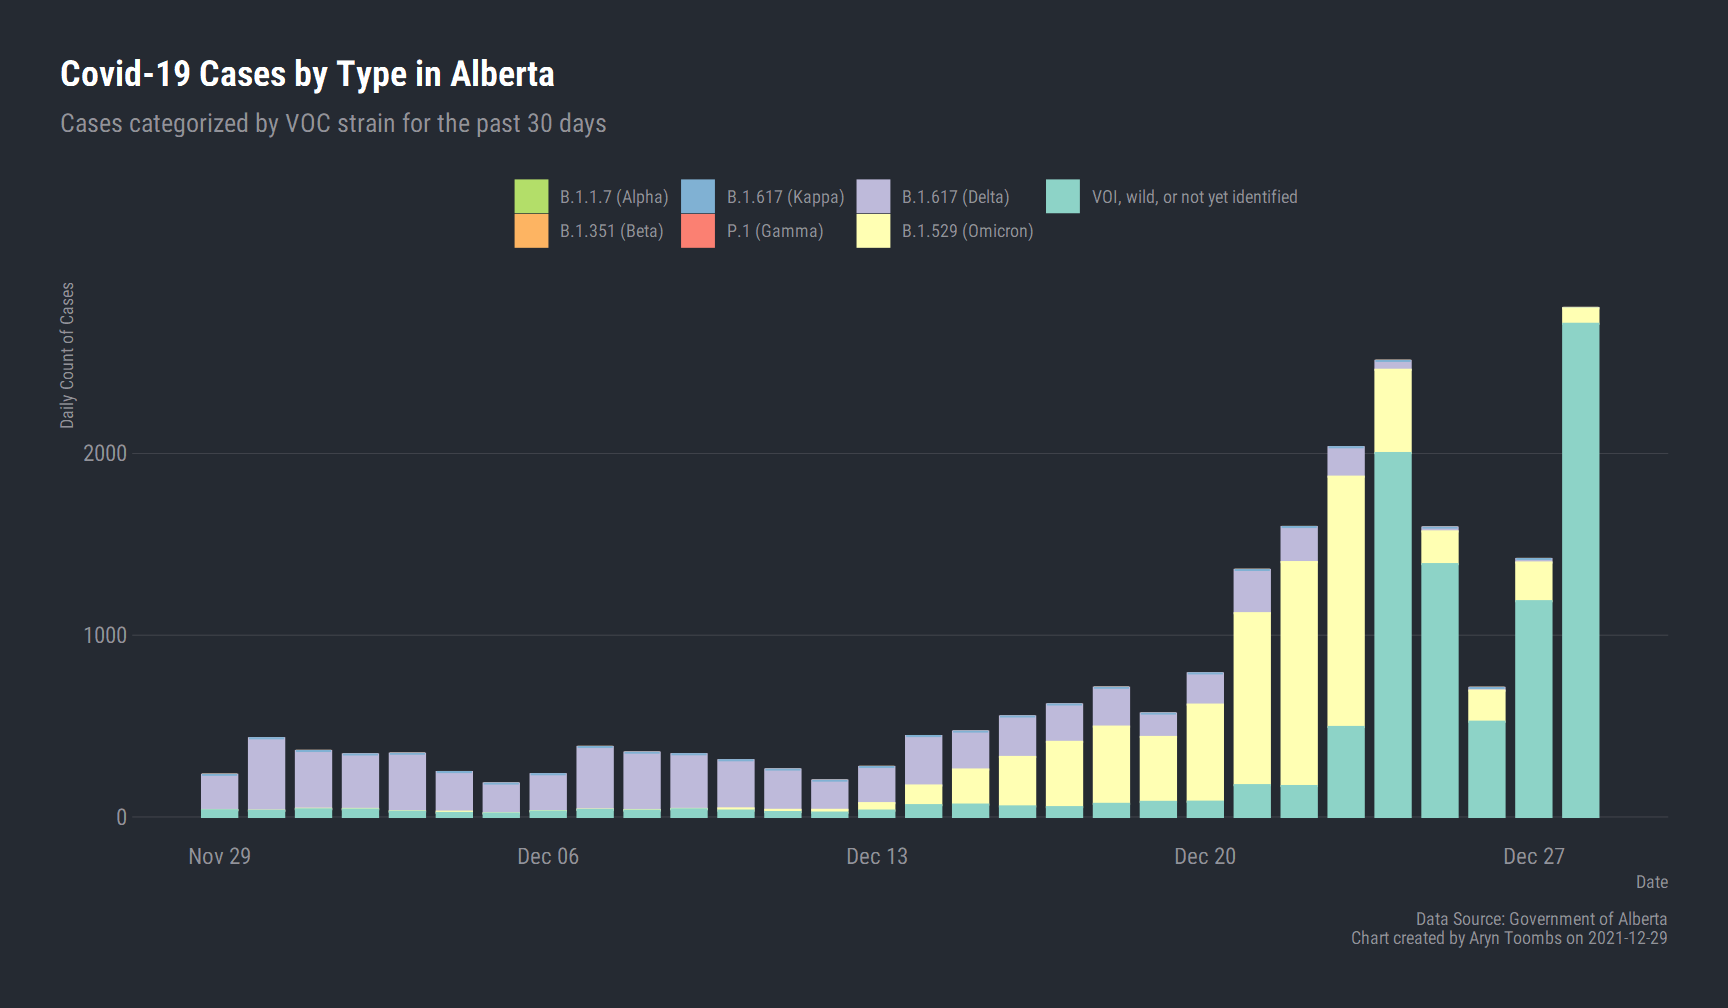 Covid-19 Cases by Type in Alberta
Cases categorized by VOC strain for the past 30 days
B.1.1.7 (Alpha)
B.1.617 (Kappa)
B.1.617 (Delta)
VOI, wild, or not yet identified
B.1.351 (Beta)
P.1 (Gamma)
B.1.529 (Omicron)
Daily Count of Cases
2000
1000
0
Nov 29
Dec 06
Dec 13
Dec 20
Dec 27
Date
Data Source: Government of Alberta
Chart created by Aryn Toombs on 2021-12-29